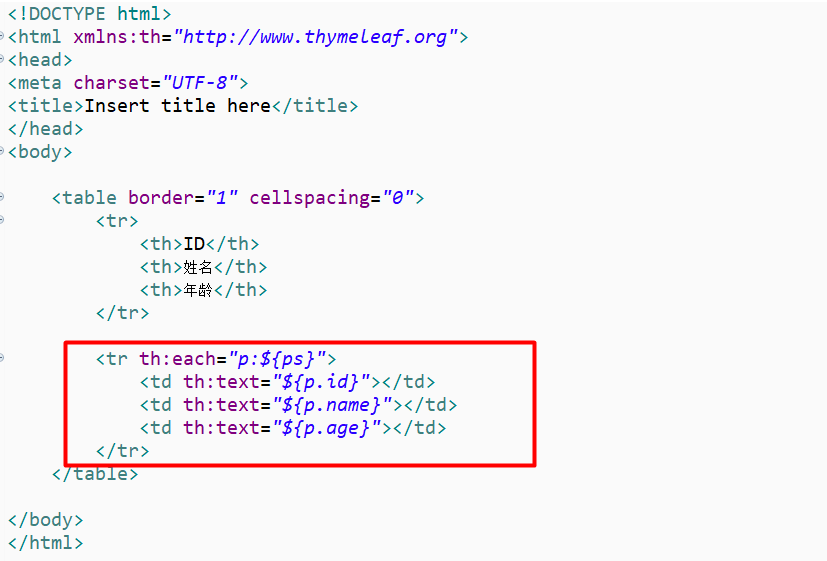 <!DOCTYPE html>
<html xmlns:th="http://www.thymeleaf.org">
<head>
<meta charset="UTF-8">
<title>Insert title here</title>
</head>
<body>
<table border="1" cellspacing="0">
<tr>
<th>ID</th>
<th>姓名</th>
<th>年龄</th>
</tr>
<tr th:each="p:${ps}">
<td th:text="${p.id}"></td>
<td th:text="${p.name}"></td>
<td th:text="${p.age}"></td>
</tr>
</table>
</body>
</html>